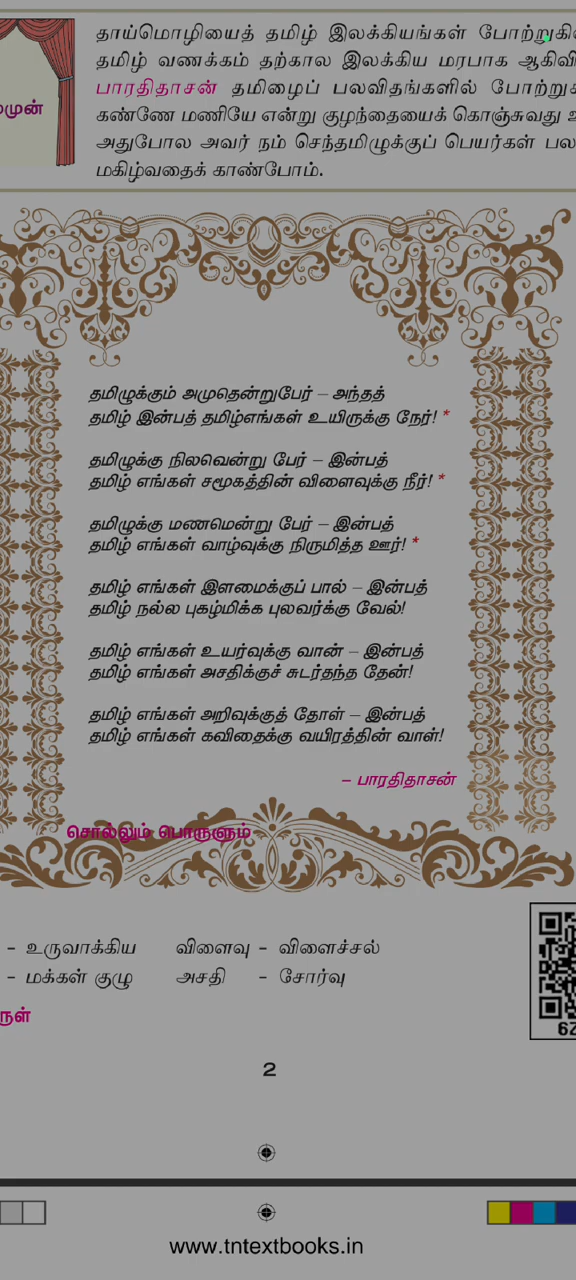 தாய்மொழியைத் தமிழ் இலக்கியங்கள்
தமிழ் வணக்கம் தற்கால இலக்கிய மரபாக
பாரதிதாசன் தமிழைப் பலவிதங்களில்
கண்ணே மணியே என்று குழந்தையைக் கொஞ்சுவது
அதுபோல அவர் நம் செந்தமிழுக்குப் பெயர்கள் பல
மகிழ்வதைக் காண்போம்.
தமிழுக்கும் அமுதென்றுபேர் – அந்தத்
தமிழ் இன்பத் தமிழ்எங்கள் உயிருக்கு நேர்! *
தமிழுக்கு நிலவென்று பேர் – இன்பத்
தமிழ் எங்கள் சமூகத்தின் விளைவுக்கு நீர்! *
தமிழுக்கு மணமென்று பேர் – இன்பத்
தமிழ் எங்கள் வாழ்வுக்கு நிருமித்த ஊர்! *
தமிழ் எங்கள் இளமைக்குப் பால் – இன்பத்
தமிழ் நல்ல புகழ்மிக்க புலவர்க்கு வேல்!
தமிழ் எங்கள் உயர்வுக்கு வான் – இன்பத்
தமிழ் எங்கள் அசதிக்குச் சுடர்தந்த தேன்!
தமிழ் எங்கள் அறிவுக்குத் தோள் – இன்பத்
தமிழ் எங்கள் கவிதைக்கு வயிரத்தின் வாள்!
– பாரதிதாசன்
சொல்லும் பொருளும்
– உருவாக்கிய விளைவு – விளைச்சல்
– மக்கள் குழு அசதி – சோர்வு
2
www.tntextbooks.in